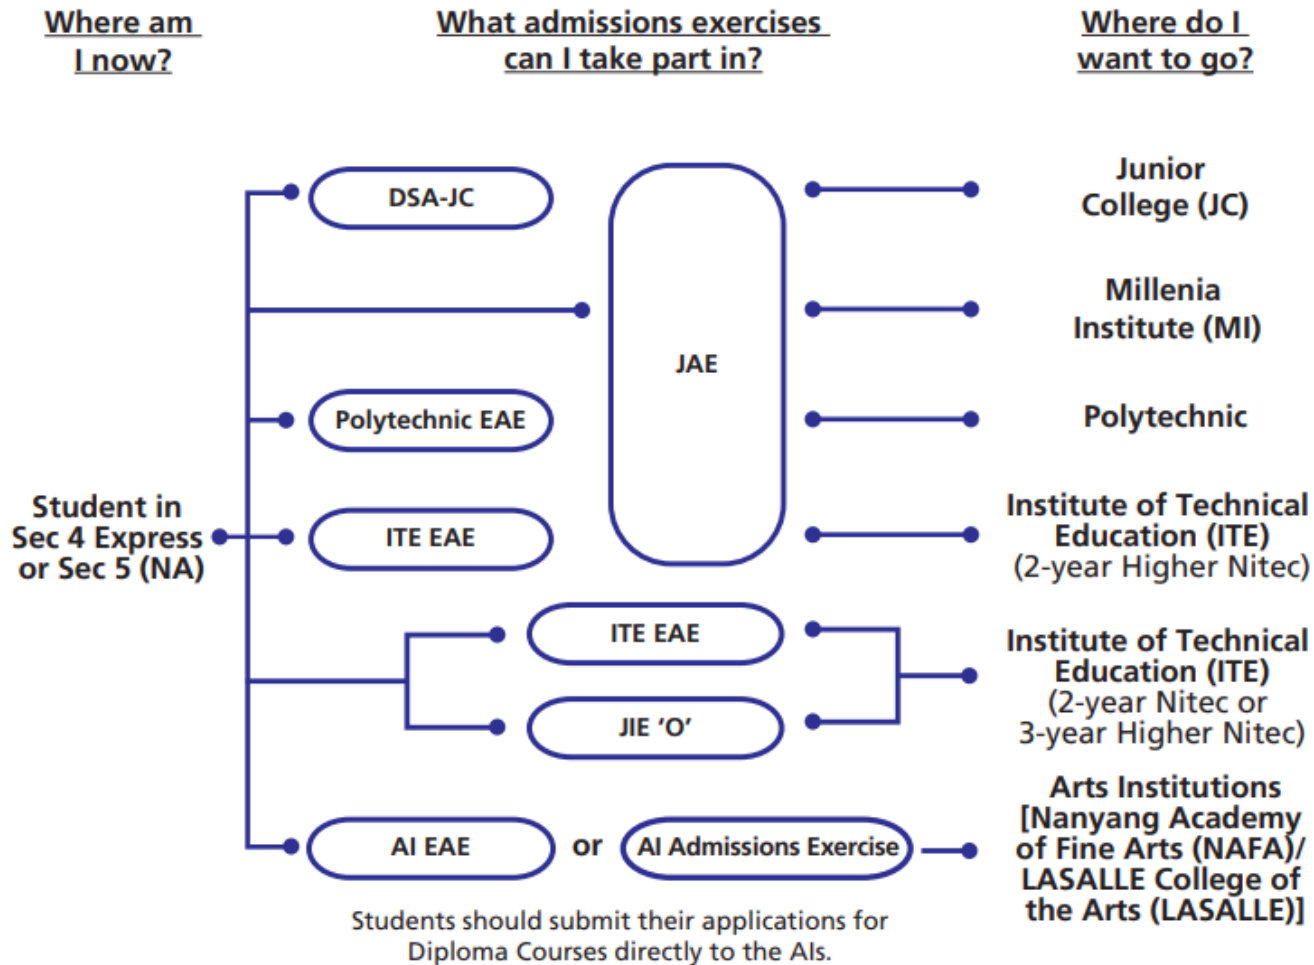 Where am
I now?
What admissions exercises
can I take part in?
Where do I
want to go?
Student in
Sec 4 Express
or Sec 5 (NA)
DSA-JC
JAE
Polytechnic EAE
ITE EAE
ITE EAE
JIE ‘O’
AI EAE
or
AI Admissions Exercise
Students should submit their applications for
Diploma Courses directly to the AIs.
Junior
College (JC)
Millenia
Institute (MI)
Polytechnic
Institute of Technical
Education (ITE)
(2-year Higher Nitec)
Institute of Technical
Education (ITE)
(2-year Nitec or
3-year Higher Nitec)
Arts Institutions
[Nanyang Academy
of Fine Arts (NAFA)/
LASALLE College of
the Arts (LASALLE)]